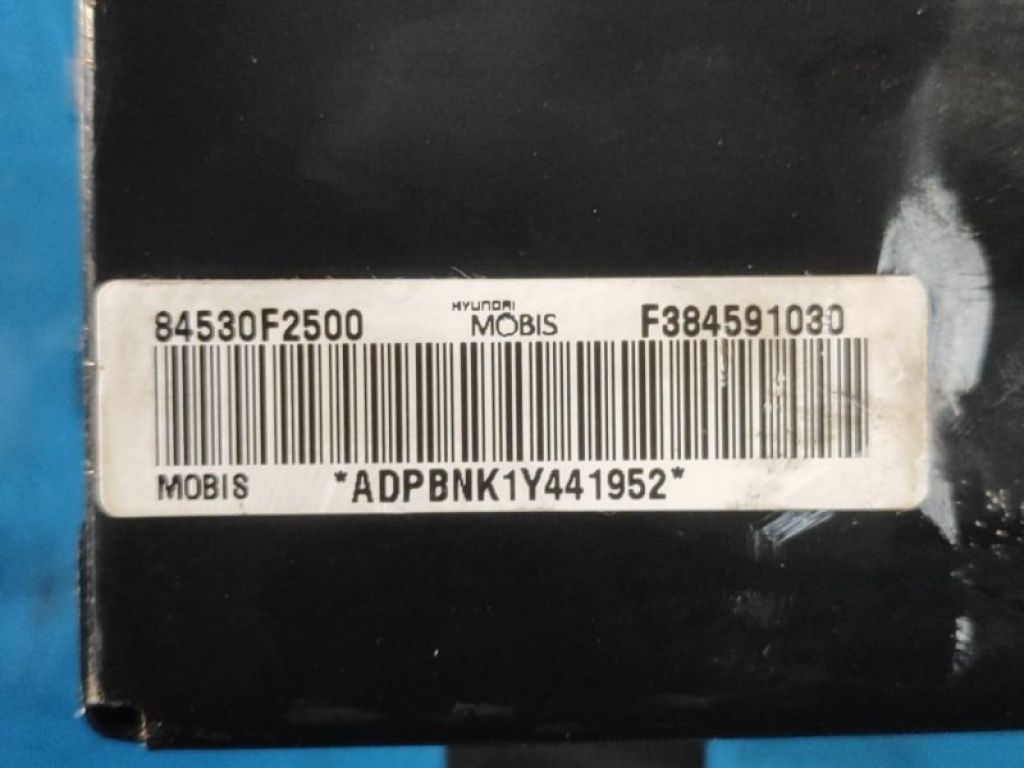 84530F2500 HYUNDAI MOBIS F384591030
MOBIS *ADPBNK1Y441952*